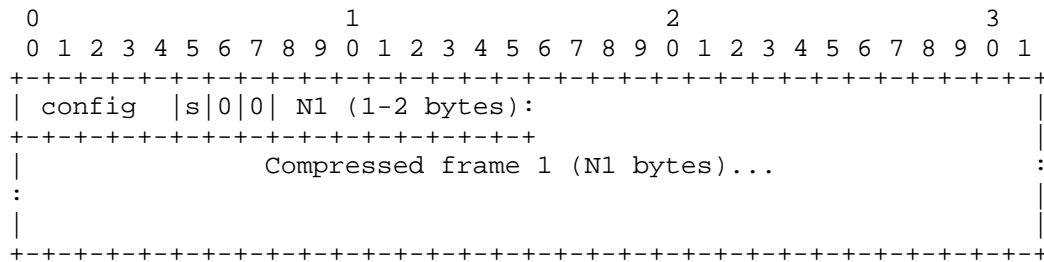 0                   1                   2                   3
 0 1 2 3 4 5 6 7 8 9 0 1 2 3 4 5 6 7 8 9 0 1 2 3 4 5 6 7 8 9 0 1
+-+-+-+-+-+-+-+-+-+-+-+-+-+-+-+-+-+-+-+-+-+-+-+-+-+-+-+-+-+-+-+-+
| config  |s|0|0| N1 (1-2 bytes):                               |
+-+-+-+-+-+-+-+-+-+-+-+-+-+-+-+-+                               |
|               Compressed frame 1 (N1 bytes)...                :
:                                                               |
|                                                               |
+-+-+-+-+-+-+-+-+-+-+-+-+-+-+-+-+-+-+-+-+-+-+-+-+-+-+-+-+-+-+-+-+